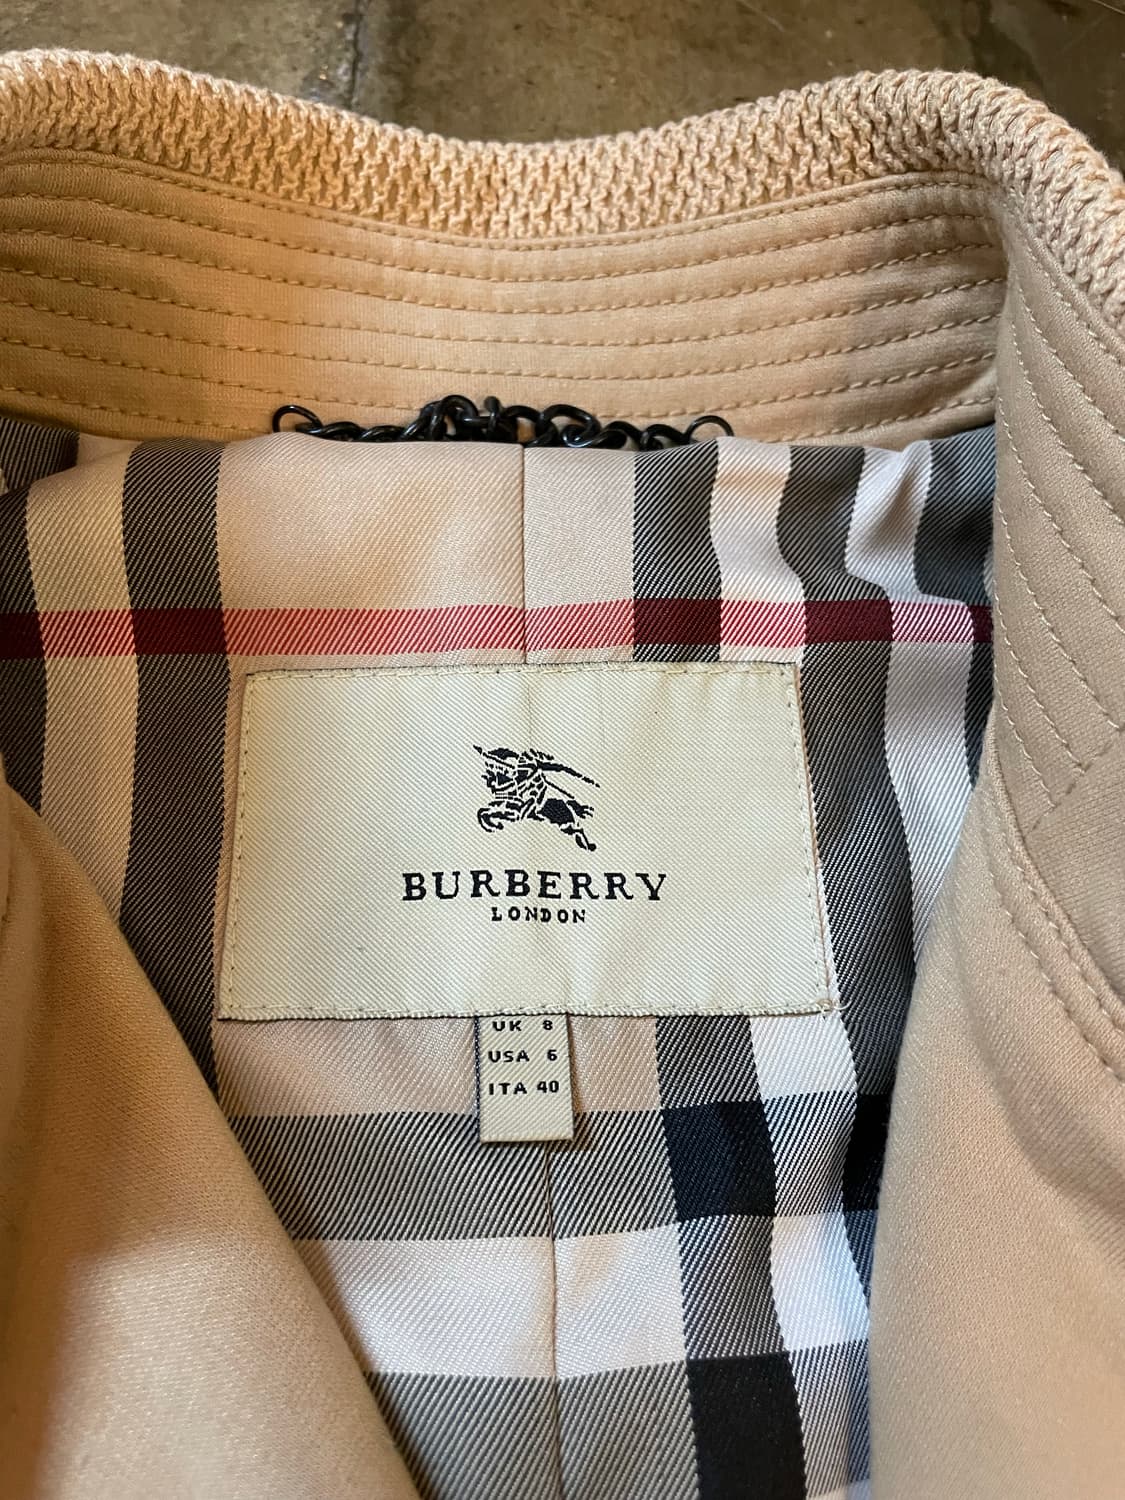 BURBERRY
LONDON
UK 8
USA 6
ITA 40